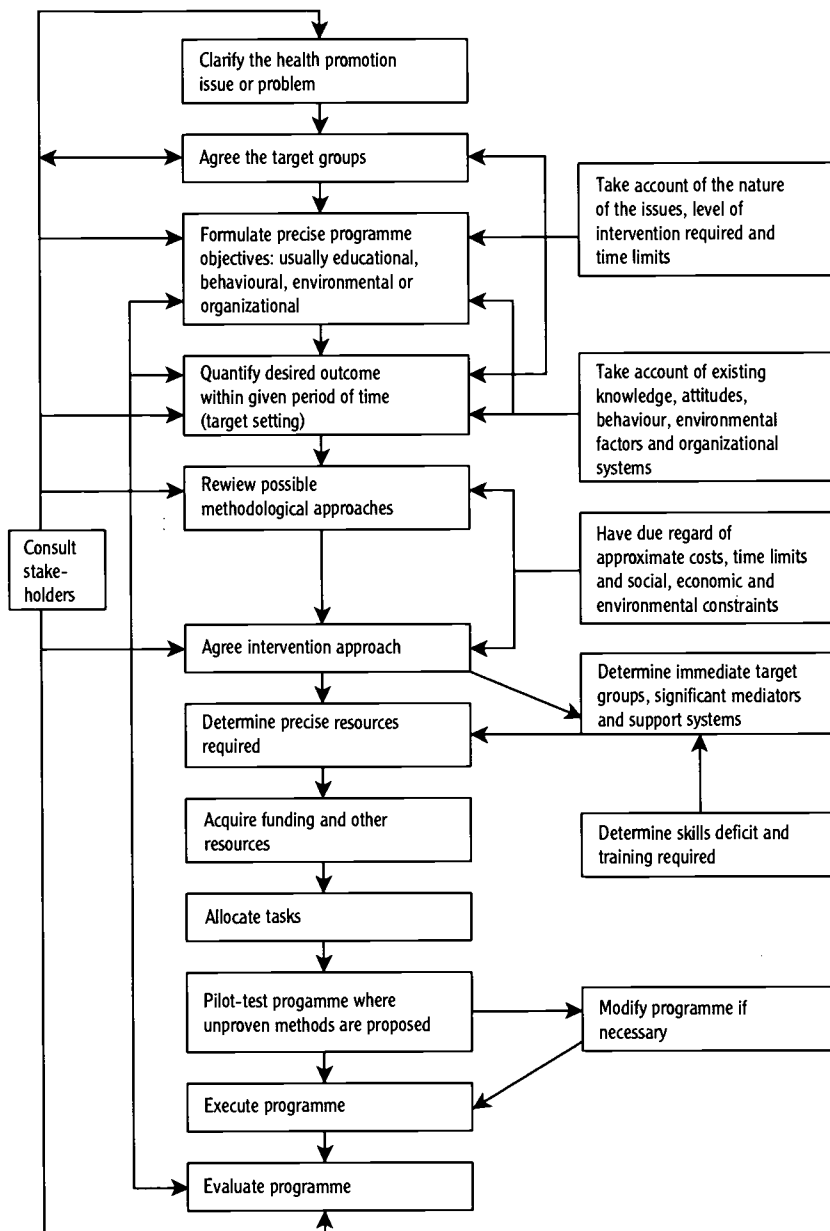 Clarify the health promotion
issue or problem
Agree the target groups
Take account of the nature
of the issues, level of
intervention required and
time limits
Formulate precise programme
objectives: usually educational,
behavioural, environmental or
organizational
Quantify desired outcome
within given period of time
(target setting)
Take account of existing
knowledge, attitudes,
behaviour, environmental
factors and organizational
systems
Rewiew possible
methodological approaches
Consult
stake-
holders
Have due regard of
approximate costs, time limits
and social, economic and
environmental constraints
Agree intervention approach
Determine immediate target
groups, significant mediators
and support systems
Determine precise resources
required
Acquire funding and other
resources
Determine skills deficit and
training required
Allocate tasks
Pilot-test progamme where
unproven methods are proposed
Modify programme if
necessary
Execute programme
Evaluate programme